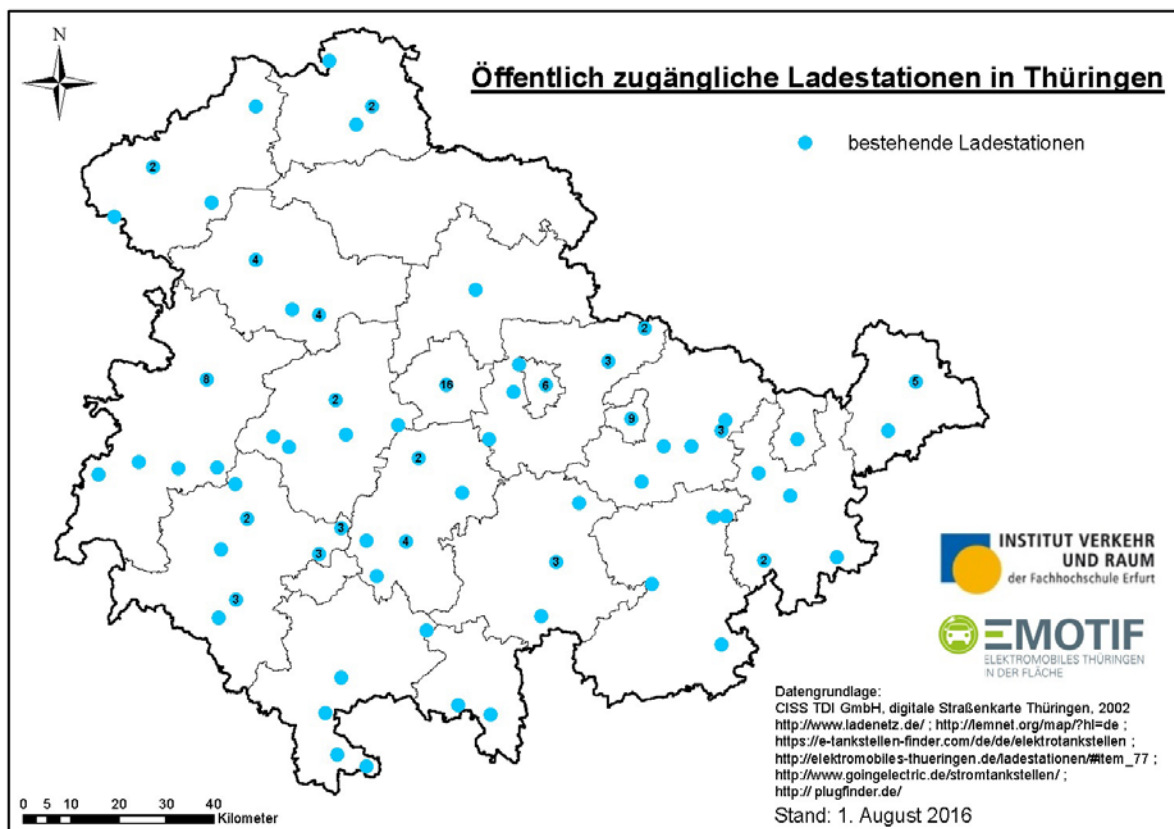 N
Öffentlich zugängliche Ladestationen in Thüringen
bestehende Ladestationen
2
2
4
4
2
3
8
2
16
6
5
9
3
2
2
3
4
3
3
2
3
INSTITUT VERKEHR
UND RAUM
der Fachhochschule Erfurt
EMOTIF
ELEKTROMOBILES THÜRINGEN
IN DER FLÄCHE
Datengrundlage:
CISS TDI GmbH, digitale Straßenkarte Thüringen, 2002
http://www.ladenetz.de/ ; http://lemnet.org/map/?hl=de ;
https://e-tankstellen-finder.com/de/de/elektrotankstellen ;
http://elektromobiles-thueringen.de/ladestationen/#item_77 ;
http://www.goingelectric.de/stromtankstellen/ ;
http:// plugfinder.de/
Stand: 1. August 2016
0 5 10 20 30 40
Kilometer